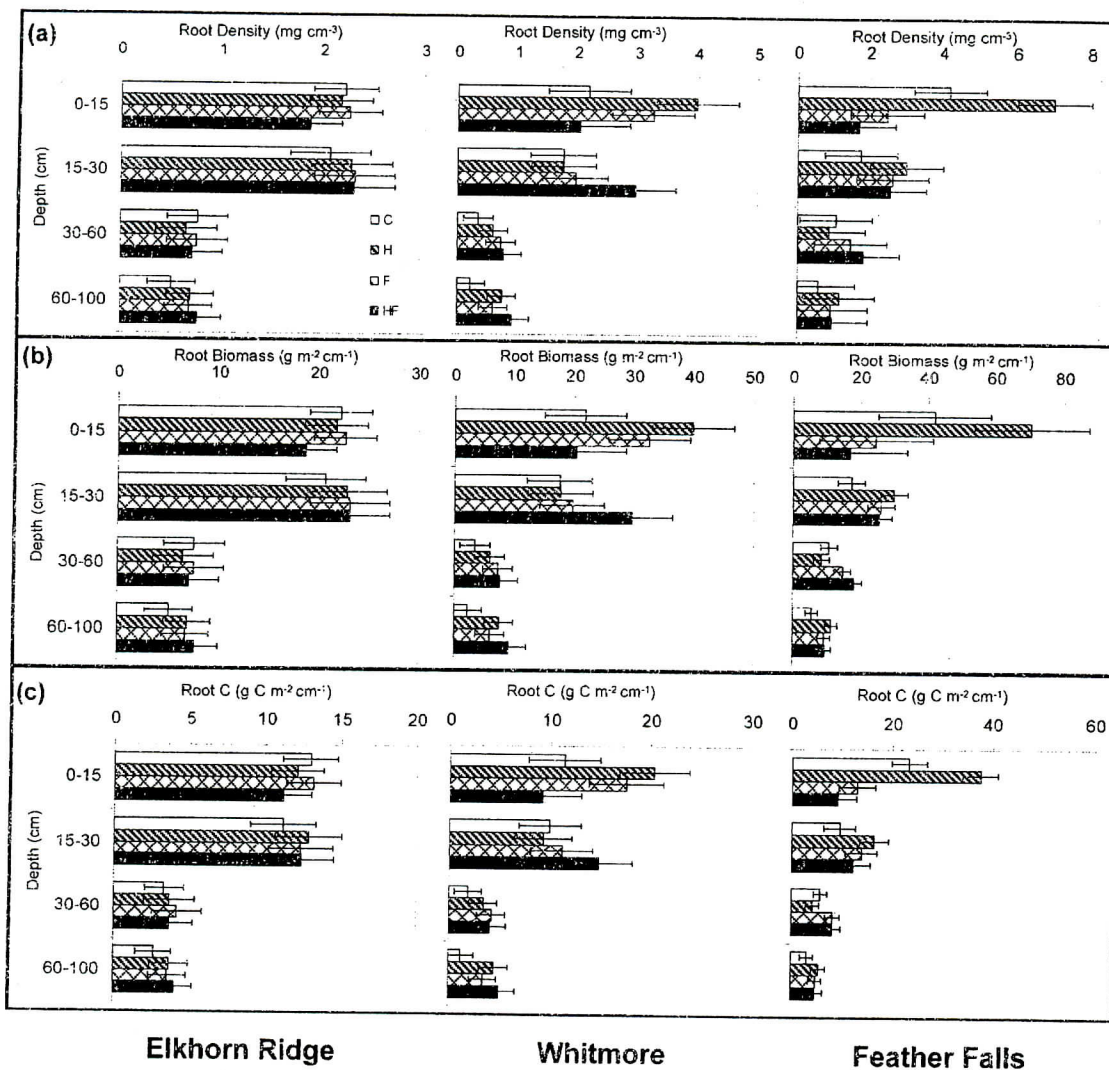 (a) Root Density (mg cm⁻³) Root Density (mg cm⁻³) Root Density (mg cm⁻³)
0 1 2 3 0 1 2 3 4 5 0 2 4 6 8
Depth (cm)
0-15
15-30
30-60
60-100
C
H
F
HF
(b) Root Biomass (g m⁻² cm⁻¹) Root Biomass (g m⁻² cm⁻¹) Root Biomass (g m⁻² cm⁻¹)
0 10 20 30 0 10 20 30 40 50 0 20 40 60 80
Depth (cm)
0-15
15-30
30-60
60-100
(c) Root C (g C m⁻² cm⁻¹) Root C (g C m⁻² cm⁻¹) Root C (g C m⁻² cm⁻¹)
0 5 10 15 20 0 10 20 30 0 20 40 60
Depth (cm)
0-15
15-30
30-60
60-100
Elkhorn Ridge Whitmore Feather Falls